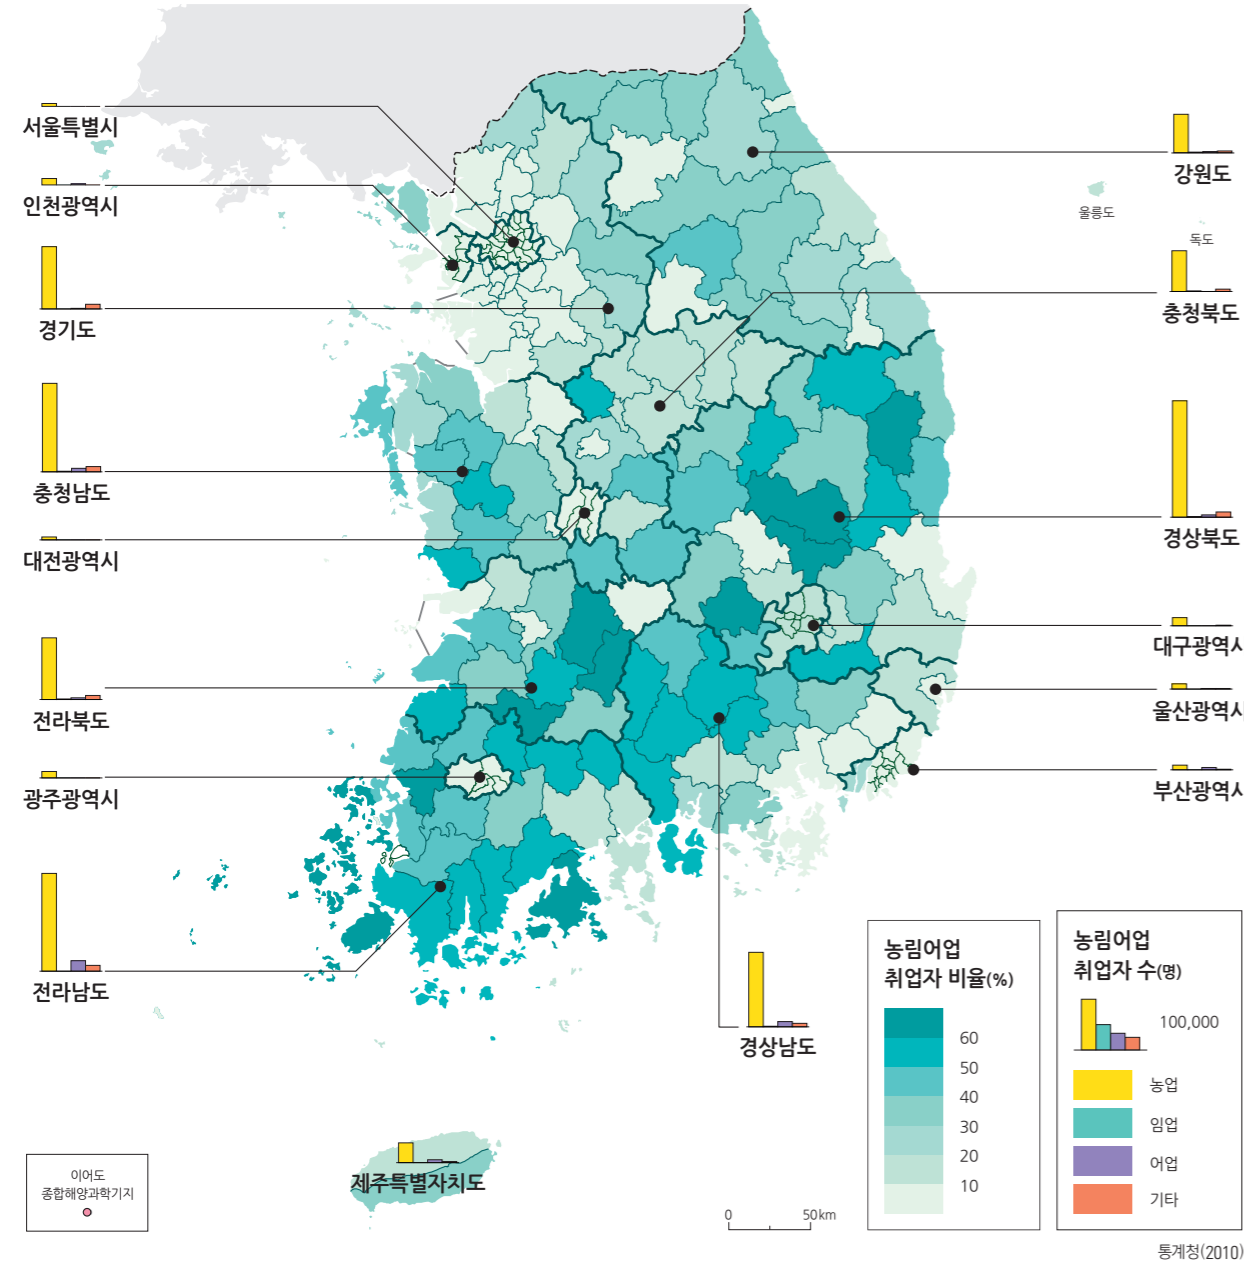 서울특별시
인천광역시
경기도
충청남도
대전광역시
전라북도
광주광역시
전라남도
강원도
울릉도
독도
충청북도
경상북도
대구광역시
울산광역시
부산광역시
경상남도
제주특별자치도
이어도
종합해양과학기지
0 50km
농림어업
취업자 비율(%)
60
50
40
30
20
10
농림어업
취업자 수(명)
100,000
농업
임업
어업
기타
통계청(2010)